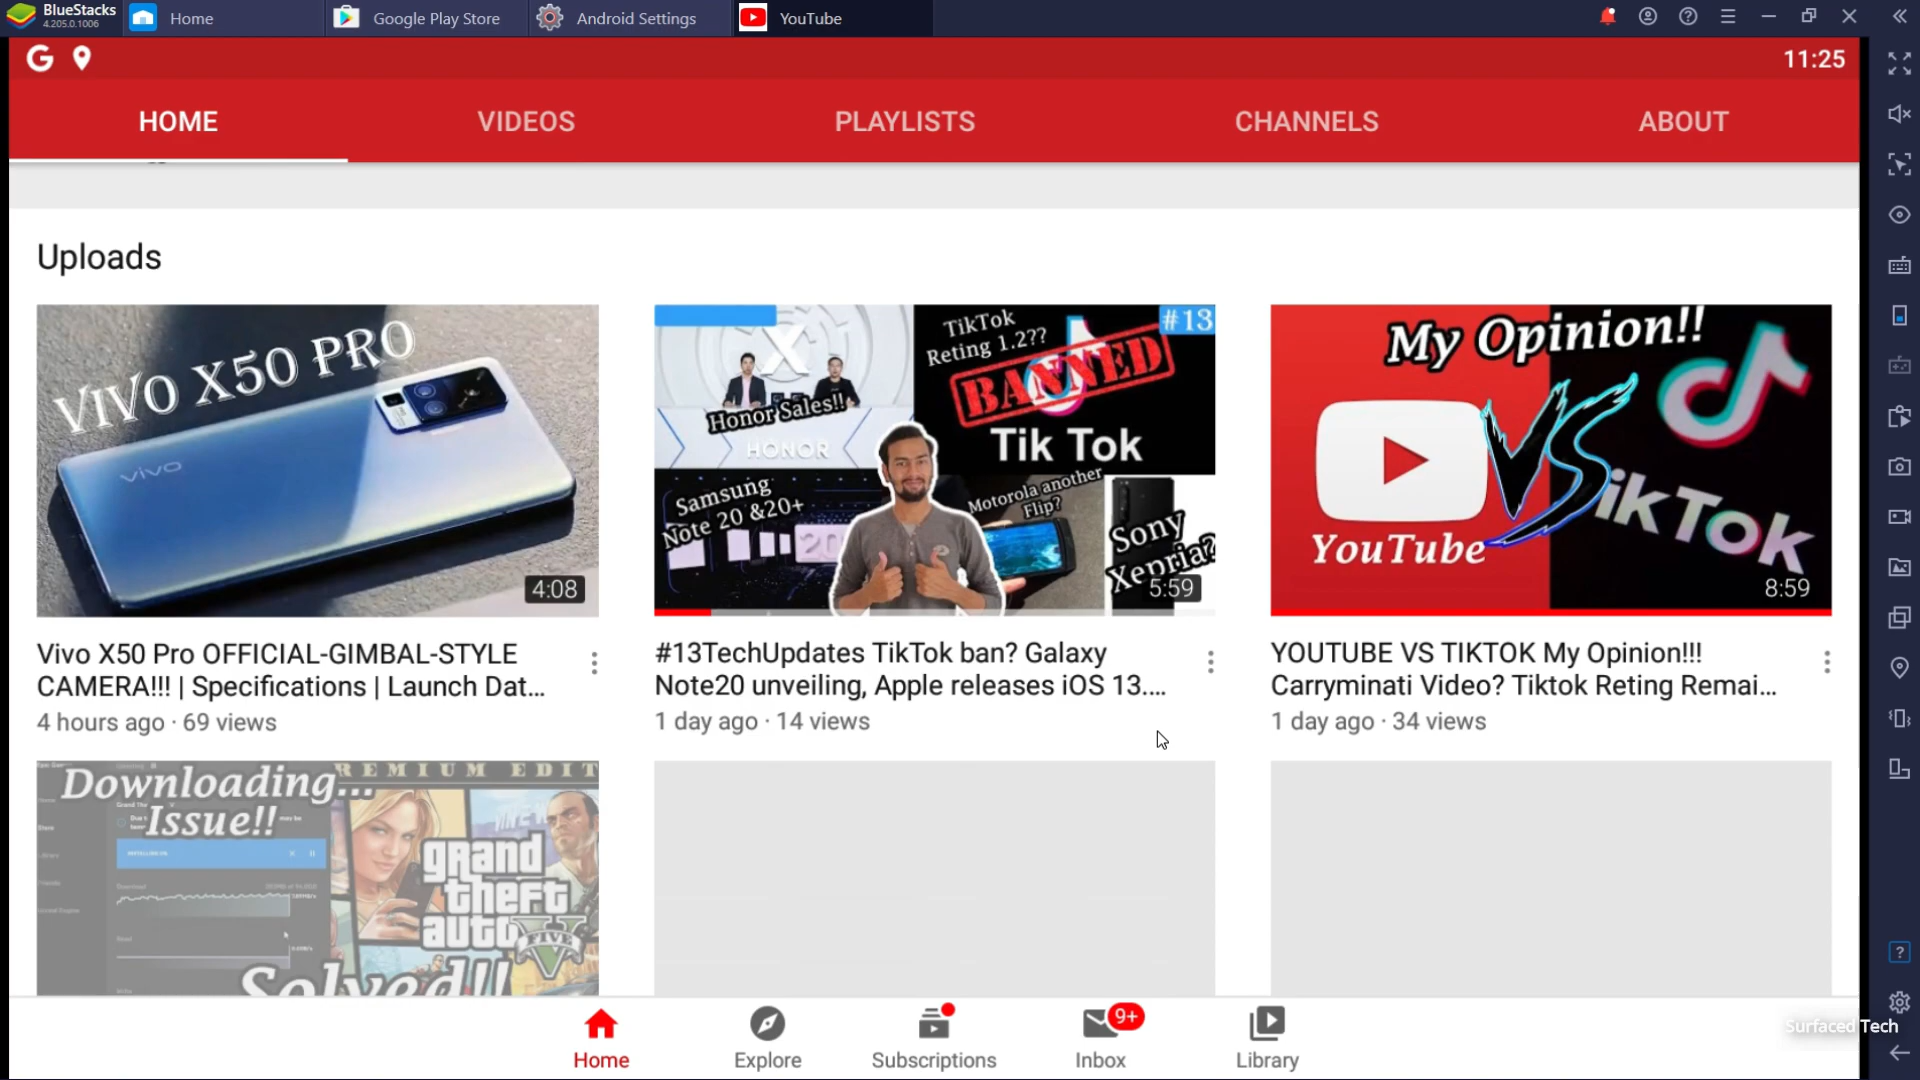 BlueStacks
4.205.0.1006
Home
Google Play Store
Android Settings
YouTube
11:25
HOME
VIDEOS
PLAYLISTS
CHANNELS
ABOUT
Uploads
VIVO X50 PRO
vivo
4:08
Honor Sales!!
HONOR
TikTok
Reting 1.2??
#13
BANNED
Tik Tok
Samsung
Note 20 &20+
Motorola another
Flip?
Sony
Xepria?
5:59
My Opinion!!
VS
YouTube
ikTok
8:59
Vivo X50 Pro OFFICIAL-GIMBAL-STYLE
CAMERA!!! | Specifications | Launch Dat...
4 hours ago · 69 views
#13TechUpdates TikTok ban? Galaxy
Note20 unveiling, Apple releases iOS 13....
1 day ago · 14 views
YOUTUBE VS TIKTOK My Opinion!!!
Carryminati Video? Tiktok Reting Remai...
1 day ago · 34 views
Downloading...
Issue!!
REMIUM EDIT
grand
theft
auto
FIVE
Solved!!
Home
Explore
Subscriptions
9+
Inbox
Library
Surfaced Tech